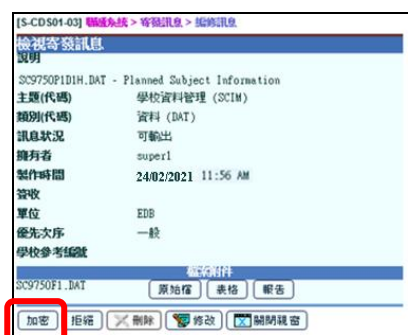 [S-CDS01-03] 聯遞系統 > 寄發訊息 > 編修訊息
檢視寄發訊息
說明
SC9750P1D1H.DAT - Planned Subject Information
主題(代碼) 學校資料管理 (SCIM)
類別(代碼) 資料 (DAT)
訊息狀況 可輸出
擁有者 super1
製作時間 24/02/2021 11:56 AM
簽收
單位 EDB
優先次序 一般
學校參考編號
檔案附件
SC9750F1.DAT 原始檔 表格 報告
加密 拒絕 刪除 修改 關閉視窗